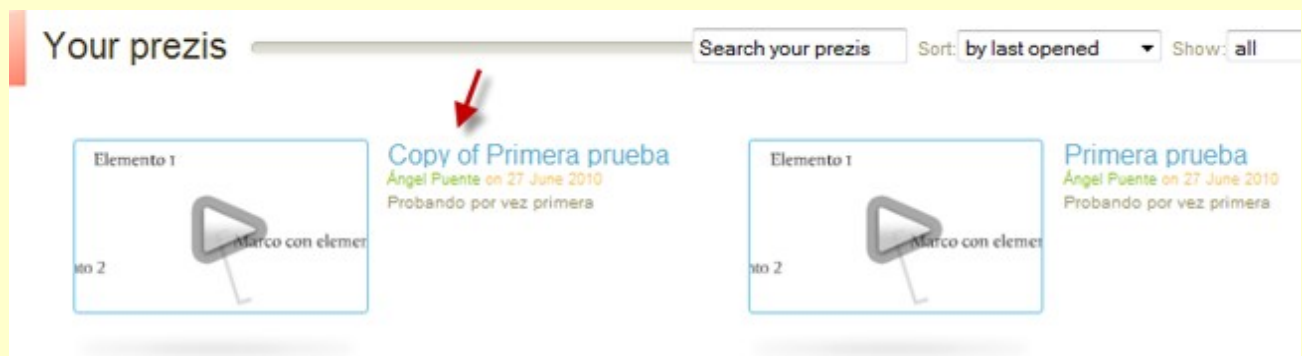 Your prezis
Search your prezis Sort: by last opened Show: all
Elemento 1
Marco con elemen
nto 2
Copy of Primera prueba
Ángel Puente on 27 June 2010
Probando por vez primera
Elemento 1
Marco con elemen
nto 2
Primera prueba
Ángel Puente on 27 June 2010
Probando por vez primera